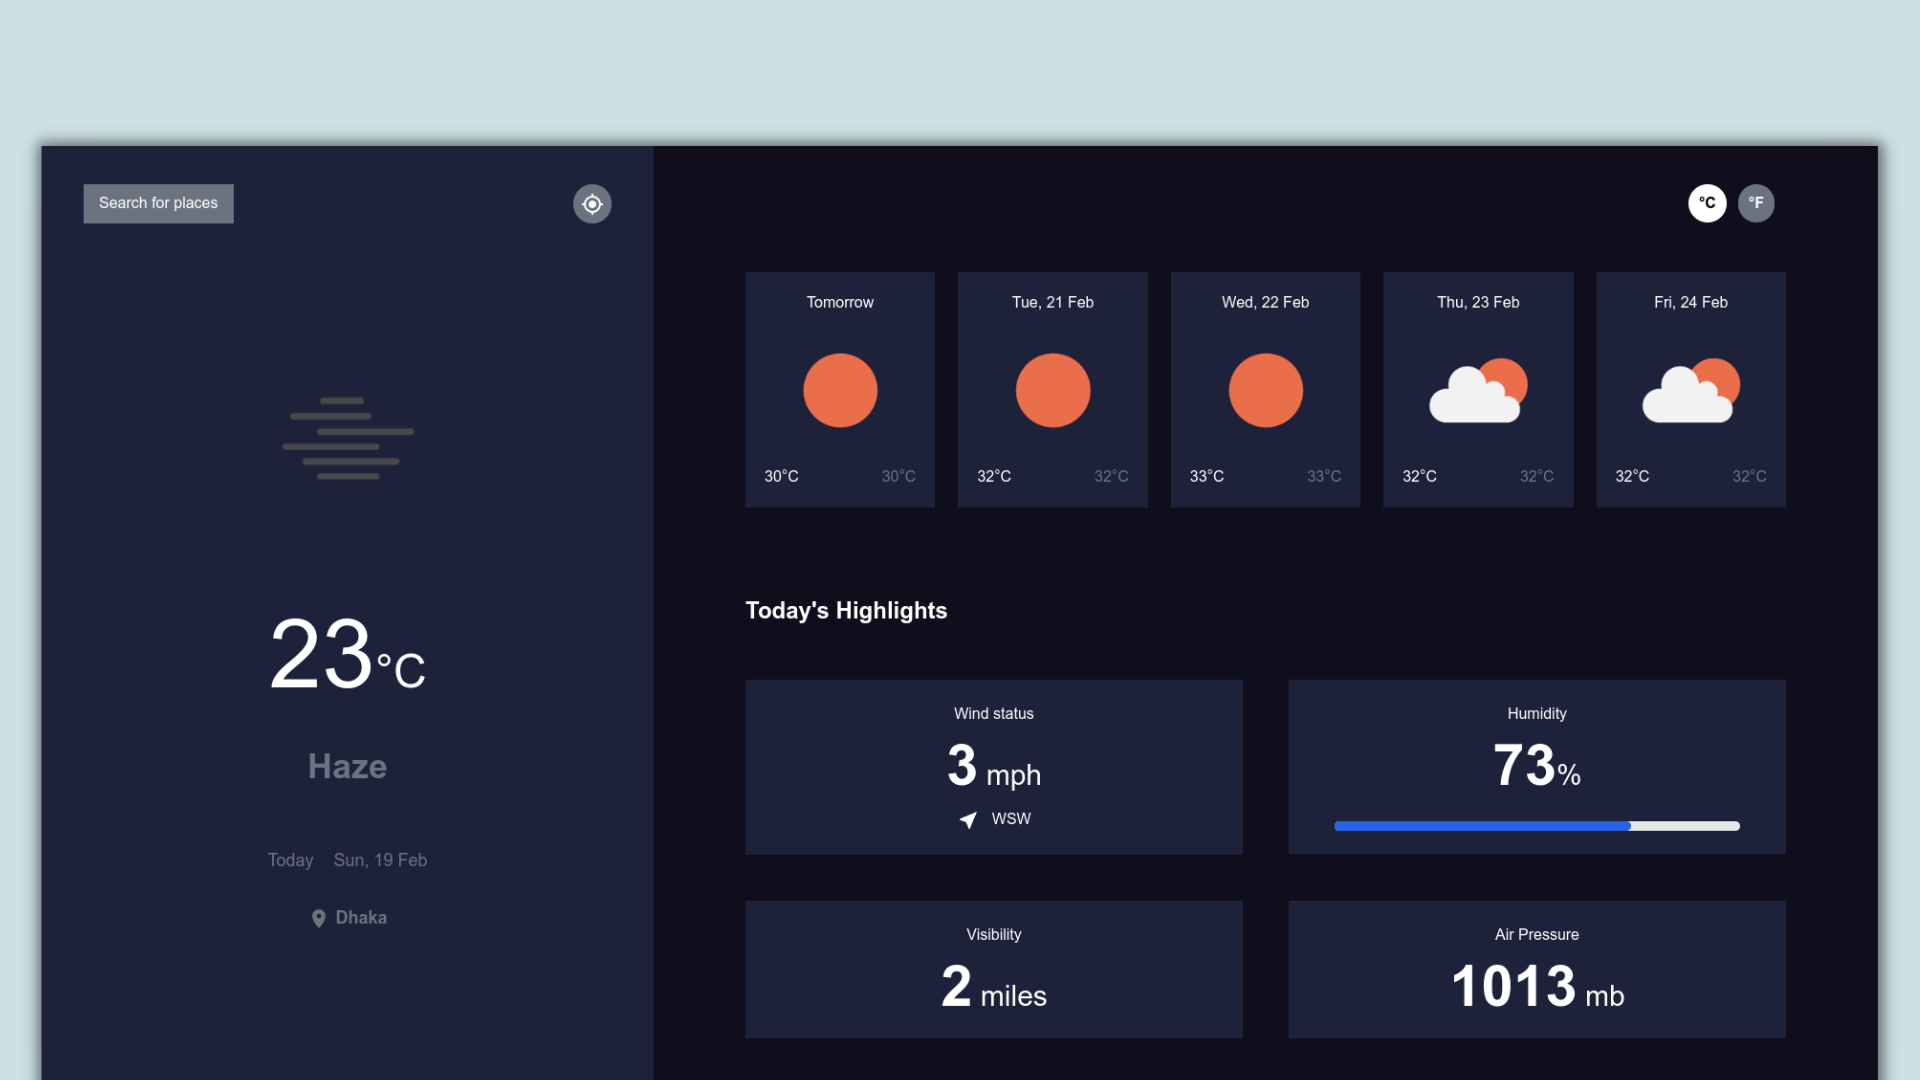 Search for places
23°C
Haze
Today Sun, 19 Feb
Dhaka
°C °F
Tomorrow
30°C 30°C
Tue, 21 Feb
32°C 32°C
Wed, 22 Feb
33°C 33°C
Thu, 23 Feb
32°C 32°C
Fri, 24 Feb
32°C 32°C
Today's Highlights
Wind status
3 mph
WSW
Humidity
73%
Visibility
2 miles
Air Pressure
1013 mb